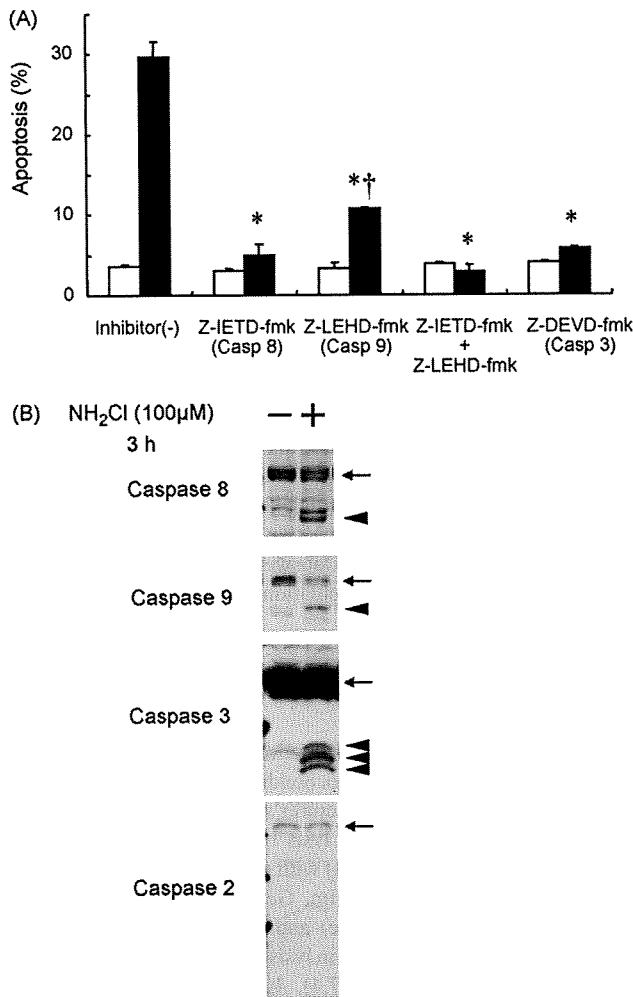 (A)
Apoptosis (%)
30
20
10
0
* *† * *
Inhibitor(-) Z-IETD-fmk Z-LEHD-fmk Z-IETD-fmk Z-DEVD-fmk
(Casp 8) (Casp 9) + (Casp 3)
Z-LEHD-fmk
(B) NH₂Cl (100μM) − +
3 h
Caspase 8
Caspase 9
Caspase 3
Caspase 2